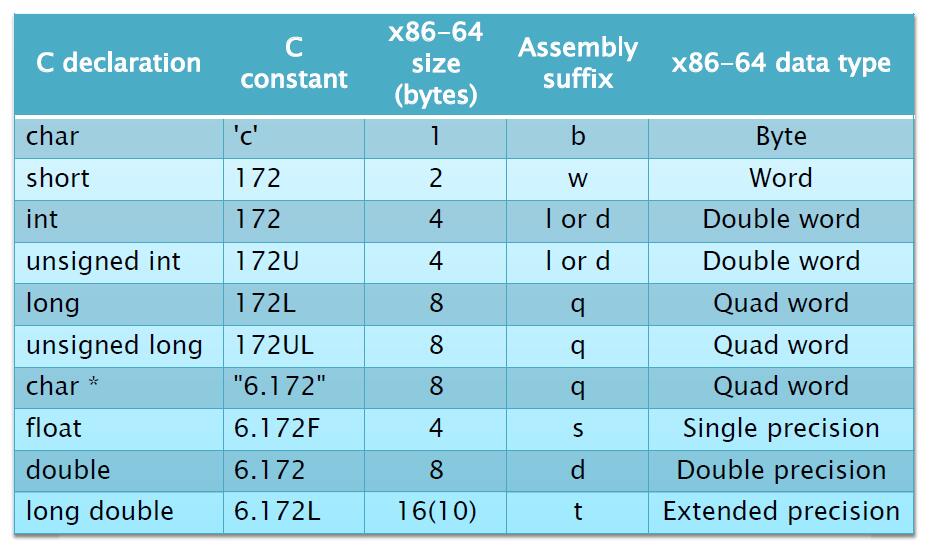 C declaration C constant x86-64 size (bytes) Assembly suffix x86-64 data type
char 'c' 1 b Byte
short 172 2 w Word
int 172 4 l or d Double word
unsigned int 172U 4 l or d Double word
long 172L 8 q Quad word
unsigned long 172UL 8 q Quad word
char * "6.172" 8 q Quad word
float 6.172F 4 s Single precision
double 6.172 8 d Double precision
long double 6.172L 16(10) t Extended precision